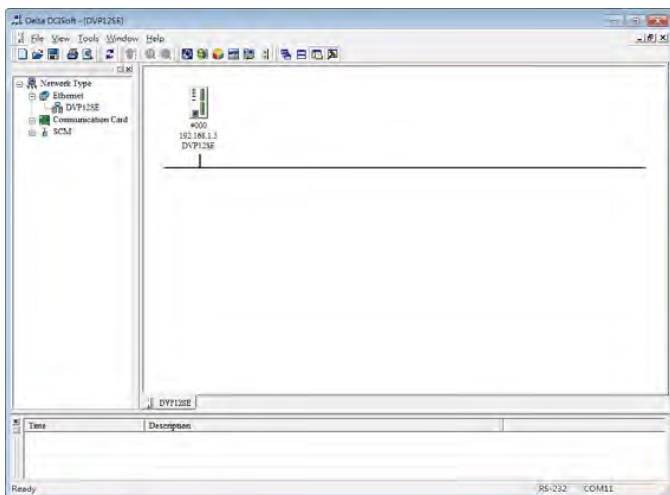 Delta DCISoft - [DVP12SE]
File View Tools Window Help
Network Type
Ethernet
DVP12SE
Communication Card
SCM
#000
192.168.1.5
DVP12SE
DVP12SE
Time Description
Ready RS-232 COM11